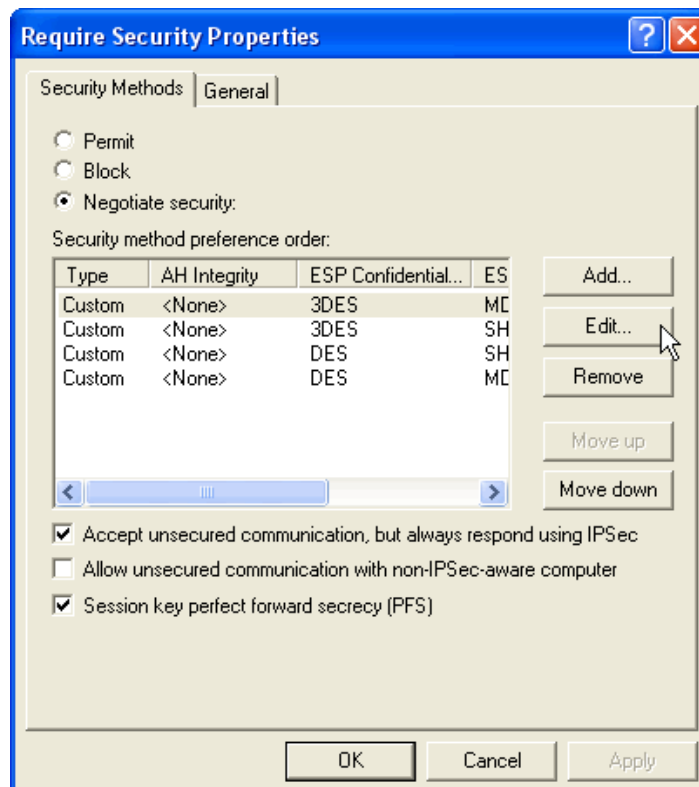 Require Security Properties
Security Methods General
Permit
Block
Negotiate security:
Security method preference order:
Type AH Integrity ESP Confidential... ES
Custom <None> 3DES MD
Custom <None> 3DES SH
Custom <None> DES SH
Custom <None> DES MD
Add...
Edit...
Remove
Move up
Move down
Accept unsecured communication, but always respond using IPSec
Allow unsecured communication with non-IPSec-aware computer
Session key perfect forward secrecy (PFS)
OK Cancel Apply